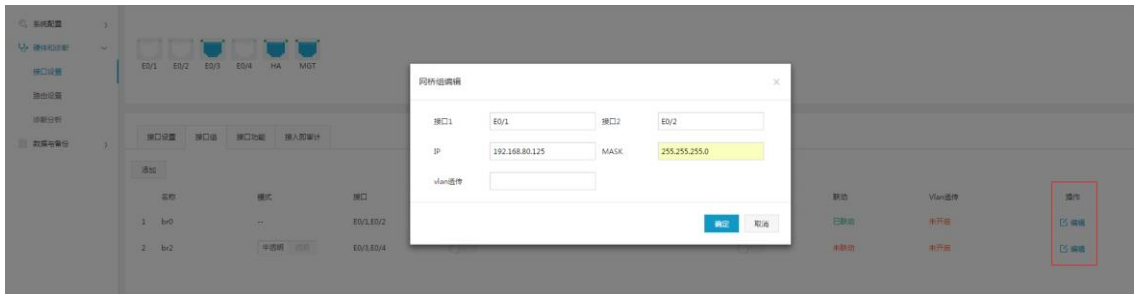 系统配置
硬件和诊断
接口设置
路由设置
诊断分析
数据与备份
E0/1 E0/2 E0/3 E0/4 HA MGT
接口设置 接口组 接口功能
添加
名称 模式 接口 联动 Vlan透传 操作
1 br0 -- E0/1,E0/2 已联动 未开启 编辑
2 br2 半透明 E0/3,E0/4 未联动 未开启 编辑
网桥组编辑 ×
接口1 E0/1 接口2 E0/2
IP 192.168.80.125 MASK 255.255.255.0
vlan透传
确定 取消